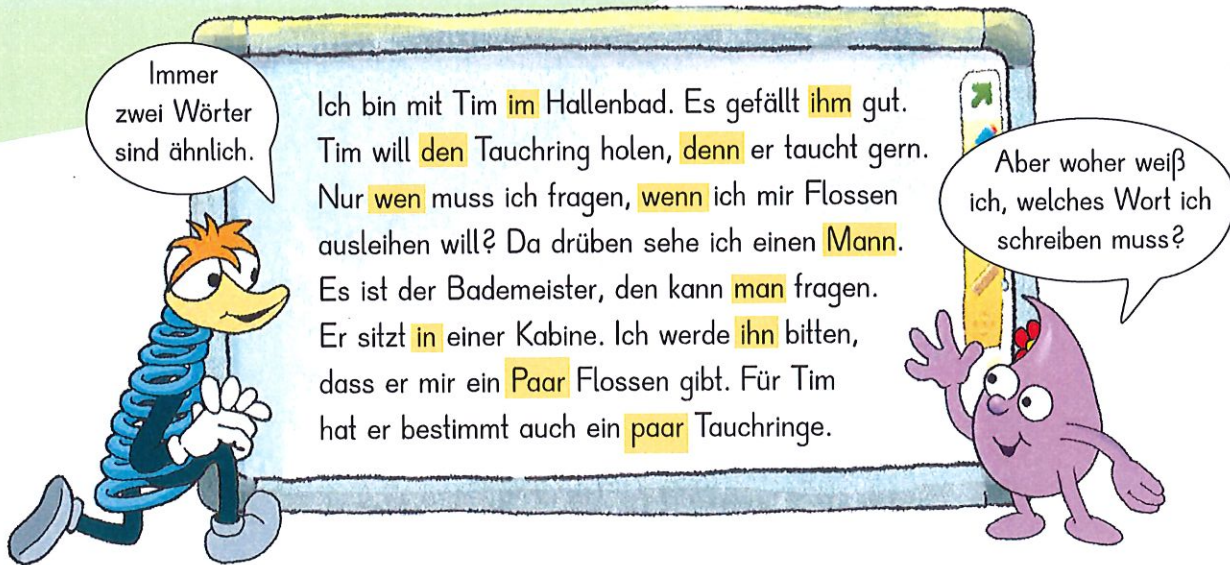 Immer
zwei Wörter
sind ähnlich.
Ich bin mit Tim im Hallenbad. Es gefällt ihm gut.
Tim will den Tauchring holen, denn er taucht gern.
Nur wen muss ich fragen, wenn ich mir Flossen
ausleihen will? Da drüben sehe ich einen Mann.
Es ist der Bademeister, den kann man fragen.
Er sitzt in einer Kabine. Ich werde ihn bitten,
dass er mir ein Paar Flossen gibt. Für Tim
hat er bestimmt auch ein paar Tauchringe.
Aber woher weiß
ich, welches Wort ich
schreiben muss?